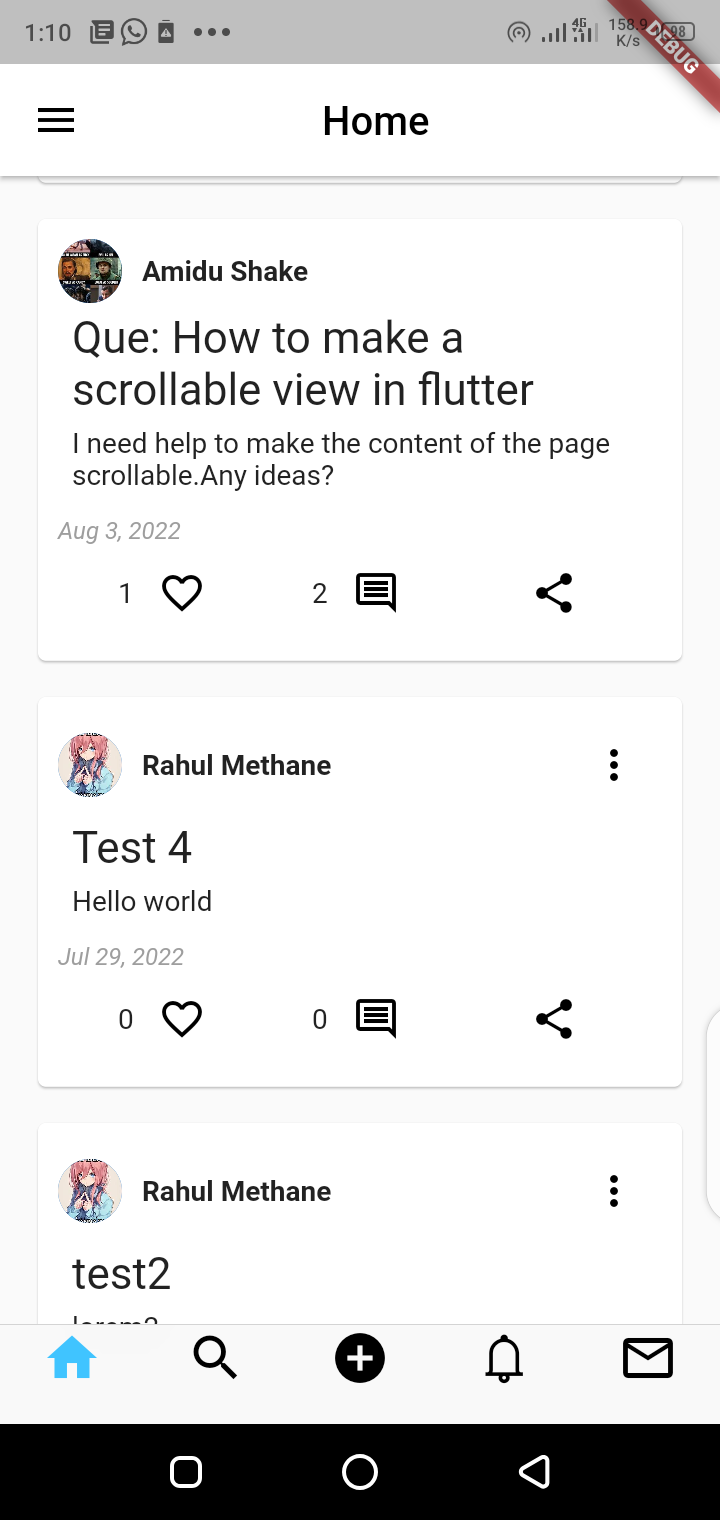 1:10
4G
158.9
K/s
98
DEBUG
Home
Amidu Shake
Que: How to make a
scrollable view in flutter
I need help to make the content of the page
scrollable.Any ideas?
Aug 3, 2022
1
2
Rahul Methane
Test 4
Hello world
Jul 29, 2022
0
0
Rahul Methane
test2